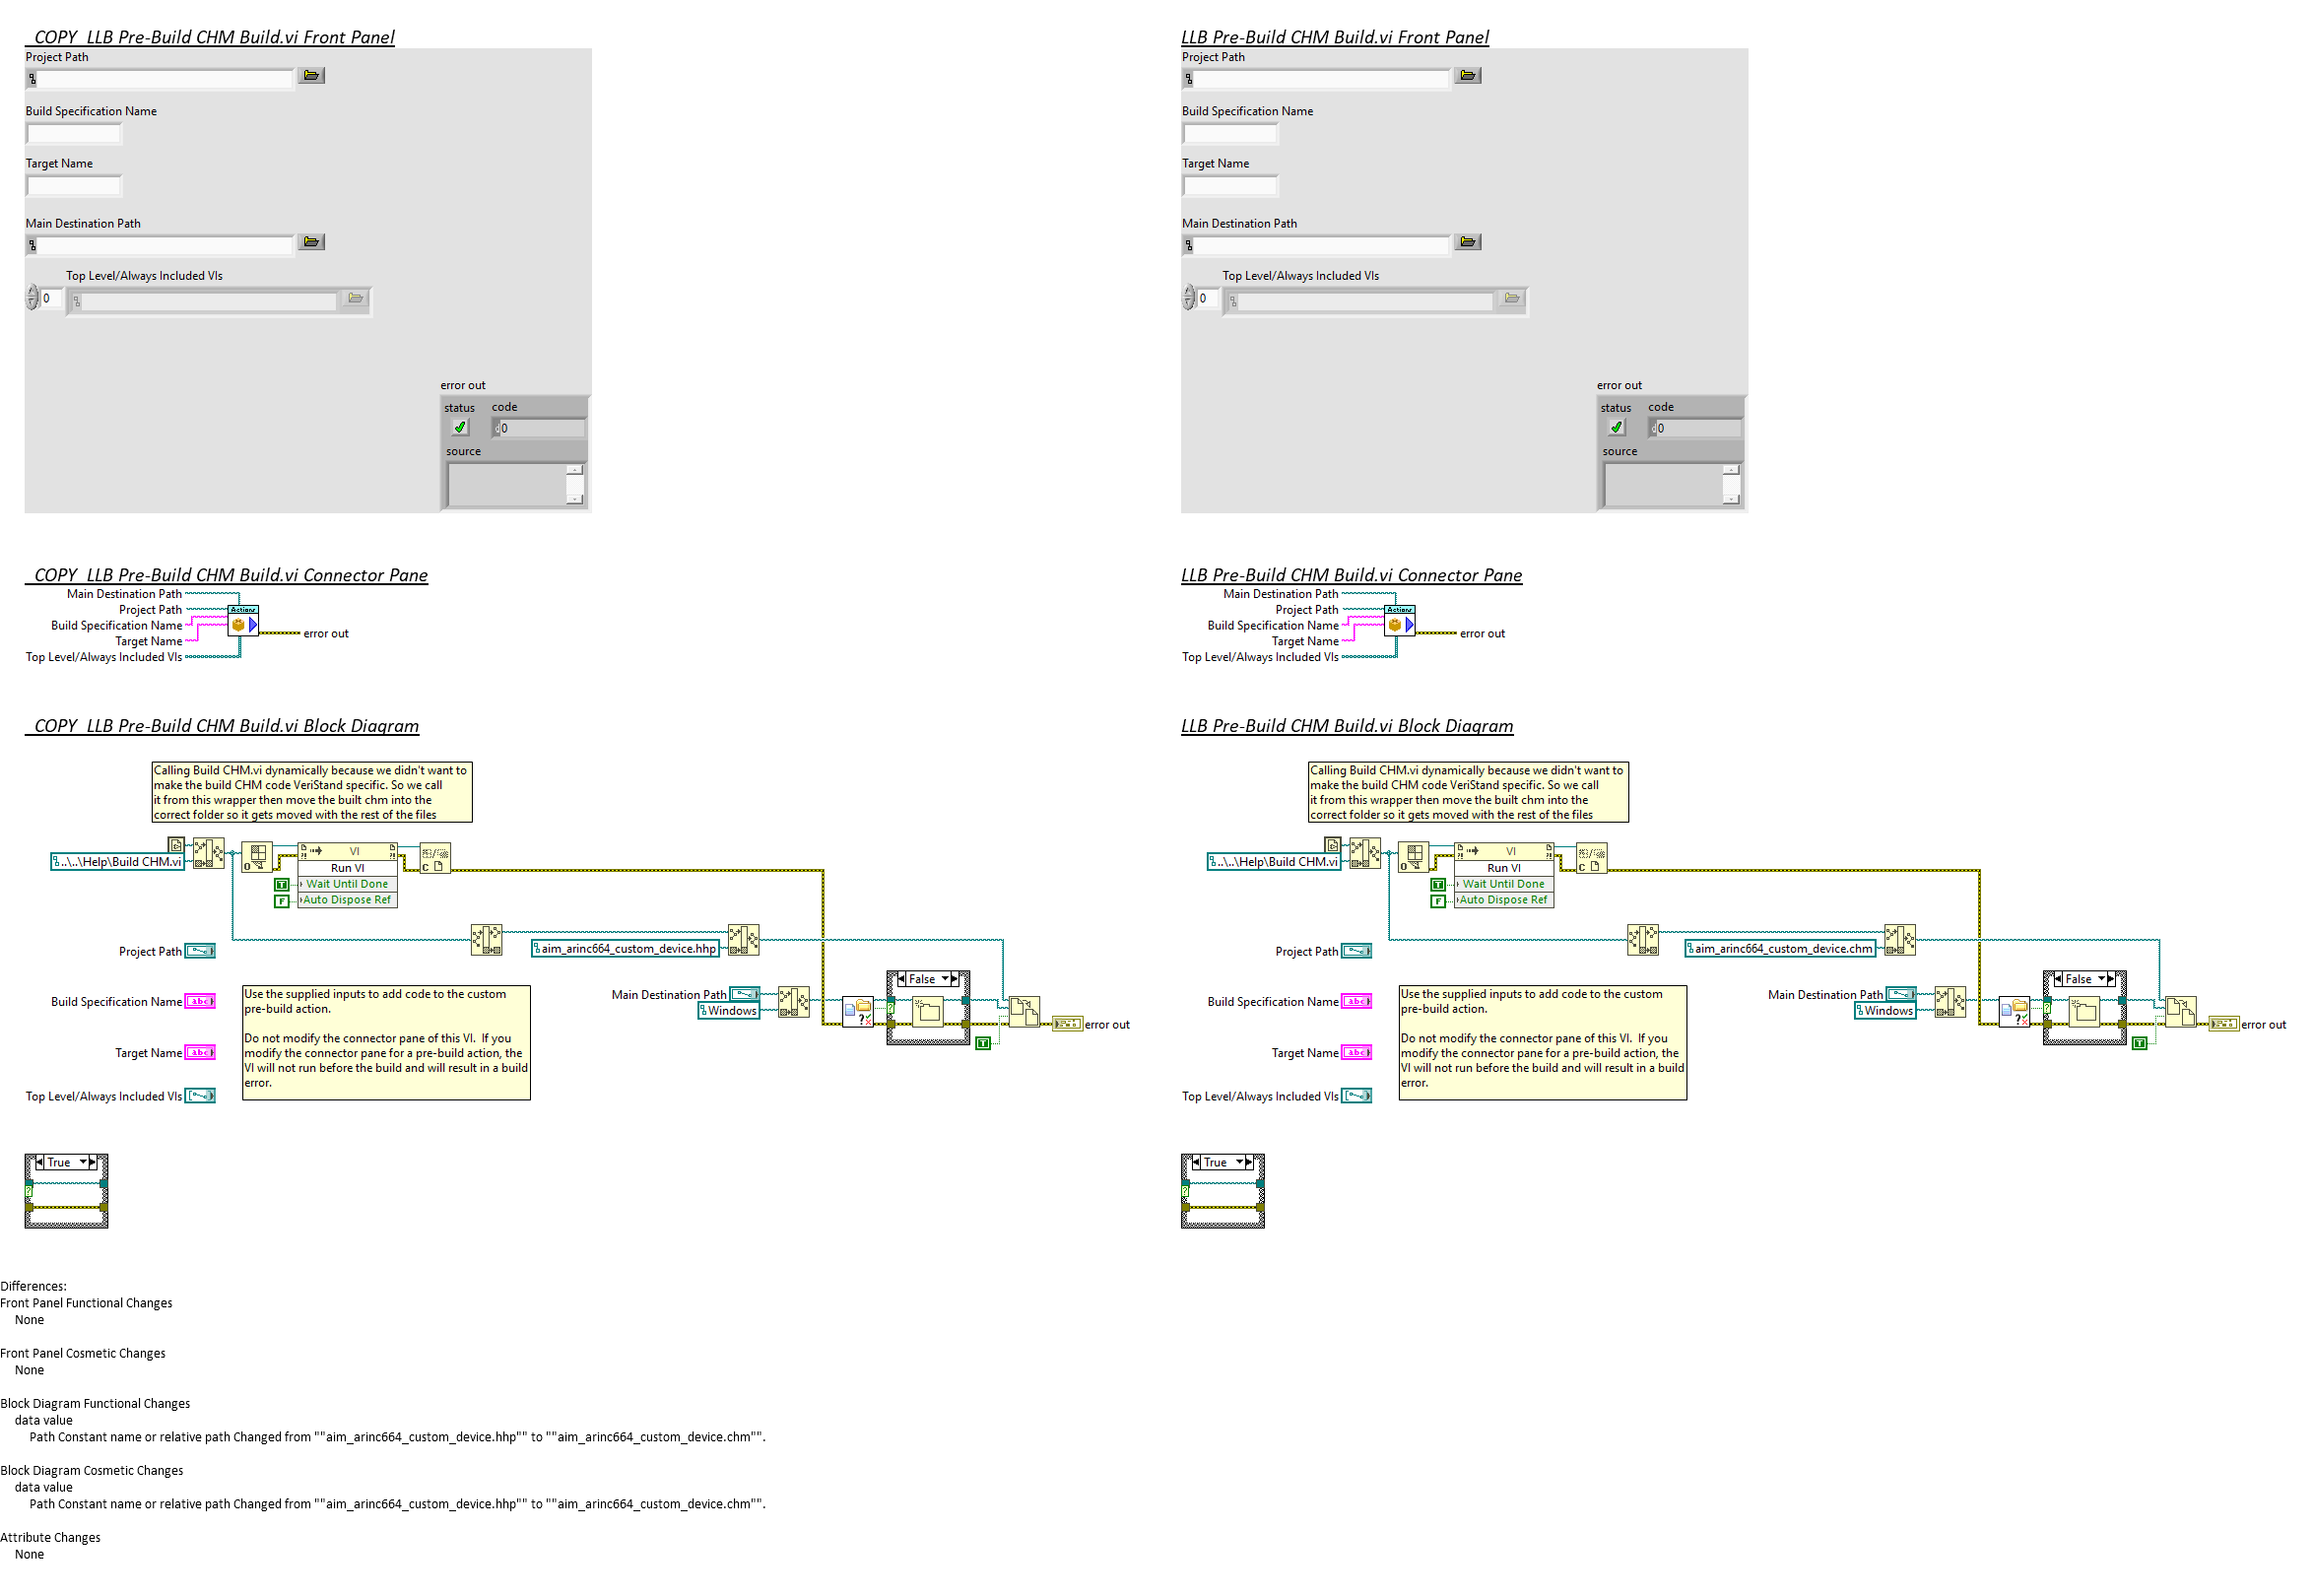 _COPY_LLB Pre-Build CHM Build.vi Front Panel
Project Path
Build Specification Name
Target Name
Main Destination Path
Top Level/Always Included VIs
0
error out
status code
0
source
_COPY_LLB Pre-Build CHM Build.vi Connector Pane
Main Destination Path
Project Path
Build Specification Name
Target Name
Top Level/Always Included VIs
Actions
error out
_COPY_LLB Pre-Build CHM Build.vi Block Diagram
Calling Build CHM.vi dynamically because we didn't want to
make the build CHM code VeriStand specific. So we call
it from this wrapper then move the built chm into the
correct folder so it gets moved with the rest of the files
..\..\Help\Build CHM.vi
VI
Run VI
T Wait Until Done
F Auto Dispose Ref
Project Path
aim_arinc664_custom_device.hhp
False
Build Specification Name
abc
Use the supplied inputs to add code to the custom
pre-build action.
Do not modify the connector pane of this VI.  If you
modify the connector pane for a pre-build action, the
VI will not run before the build and will result in a build
error.
Main Destination Path
Windows
error out
T
Target Name
abc
Top Level/Always Included VIs
True
LLB Pre-Build CHM Build.vi Front Panel
Project Path
Build Specification Name
Target Name
Main Destination Path
Top Level/Always Included VIs
0
error out
status code
0
source
LLB Pre-Build CHM Build.vi Connector Pane
Main Destination Path
Project Path
Build Specification Name
Target Name
Top Level/Always Included VIs
Actions
error out
LLB Pre-Build CHM Build.vi Block Diagram
Calling Build CHM.vi dynamically because we didn't want to
make the build CHM code VeriStand specific. So we call
it from this wrapper then move the built chm into the
correct folder so it gets moved with the rest of the files
..\..\Help\Build CHM.vi
VI
Run VI
T Wait Until Done
F Auto Dispose Ref
Project Path
aim_arinc664_custom_device.chm
False
Build Specification Name
abc
Use the supplied inputs to add code to the custom
pre-build action.
Do not modify the connector pane of this VI.  If you
modify the connector pane for a pre-build action, the
VI will not run before the build and will result in a build
error.
Main Destination Path
Windows
error out
T
Target Name
abc
Top Level/Always Included VIs
True
Differences:
Front Panel Functional Changes
None
Front Panel Cosmetic Changes
None
Block Diagram Functional Changes
data value
Path Constant name or relative path Changed from ""aim_arinc664_custom_device.hhp"" to ""aim_arinc664_custom_device.chm"".
Block Diagram Cosmetic Changes
data value
Path Constant name or relative path Changed from ""aim_arinc664_custom_device.hhp"" to ""aim_arinc664_custom_device.chm"".
Attribute Changes
None